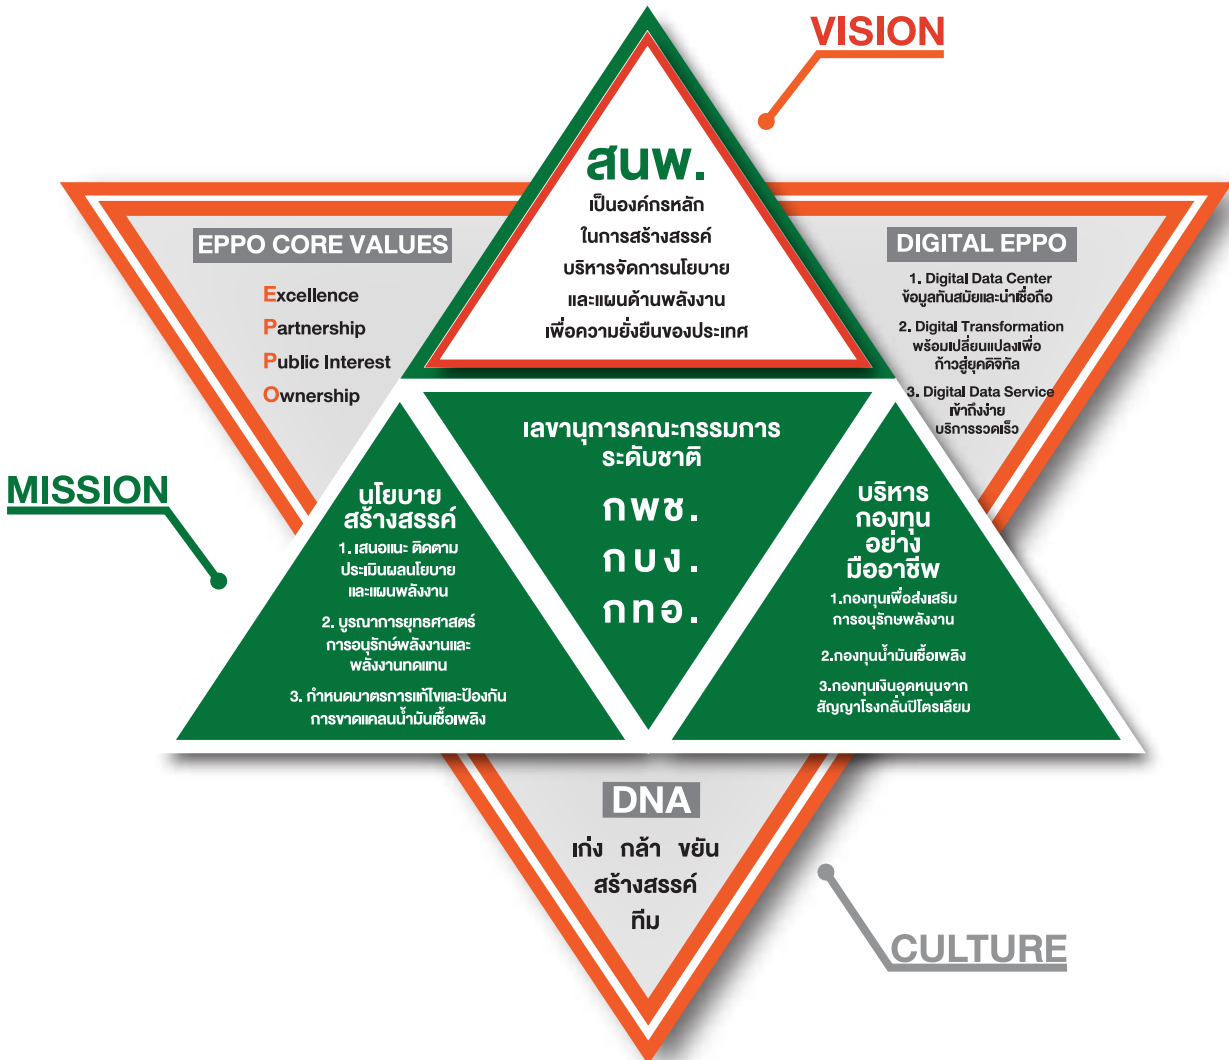 VISION
สนพ.
เป็นองค์กรหลัก
ในการสร้างสรรค์
บริหารจัดการนโยบาย
และแผนด้านพลังงาน
เพื่อความยั่งยืนของประเทศ
EPPO CORE VALUES
Excellence
Partnership
Public Interest
Ownership
DIGITAL EPPO
1. Digital Data Center
ข้อมูลทันสมัยและน่าเชื่อถือ
2. Digital Transformation
พร้อมเปลี่ยนแปลงเพื่อ
ก้าวสู่ยุคดิจิทัล
3. Digital Data Service
เข้าถึงง่าย
บริการรวดเร็ว
MISSION
นโยบาย
สร้างสรรค์
1. เสนอแนะ ติดตาม
ประเมินผลนโยบาย
และแผนพลังงาน
2. บูรณาการยุทธศาสตร์
การอนุรักษ์พลังงานและ
พลังงานทดแทน
3. กำหนดมาตรการแก้ไขและป้องกัน
การขาดแคลนน้ำมันเชื้อเพลิง
เลขานุการคณะกรรมการ
ระดับชาติ
กพช.
กบง.
กทอ.
บริหาร
กองทุน
อย่าง
มืออาชีพ
1.กองทุนเพื่อส่งเสริม
การอนุรักษพลังงาน
2.กองทุนน้ำมันเชื้อเพลิง
3.กองทุนเงินอุดหนุนจาก
สัญญาโรงกลั่นปิโตรเลียม
DNA
เก่ง กล้า ขยัน
สร้างสรรค์
ทีม
CULTURE